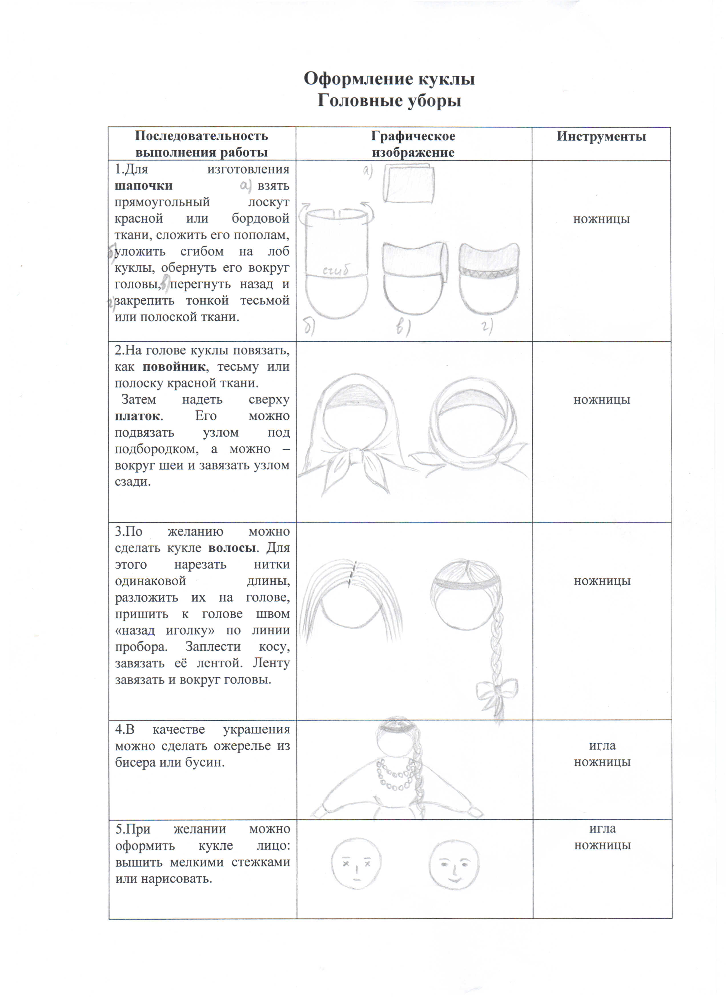 Оформление куклы
Головные уборы
Последовательность
выполнения работы
Графическое
изображение
Инструменты
1.Для изготовления
шапочки а) взять
прямоугольный лоскут
красной или бордовой
ткани, сложить его пополам,
б) уложить сгибом на лоб
куклы, обернуть его вокруг
головы, в) перегнуть назад и
г) закрепить тонкой тесьмой
или полоской ткани.
а)
сгиб
б)
в)
г)
ножницы
2.На голове куклы повязать,
как повойник, тесьму или
полоску красной ткани.
Затем надеть сверху
платок. Его можно
подвязать узлом под
подбородком, а можно –
вокруг шеи и завязать узлом
сзади.
ножницы
3.По желанию можно
сделать кукле волосы. Для
этого нарезать нитки
одинаковой длины,
разложить их на голове,
пришить к голове швом
«назад иголку» по линии
пробора. Заплести косу,
завязать её лентой. Ленту
завязать и вокруг головы.
ножницы
4.В качестве украшения
можно сделать ожерелье из
бисера или бусин.
игла
ножницы
5.При желании можно
оформить кукле лицо:
вышить мелкими стежками
или нарисовать.
игла
ножницы